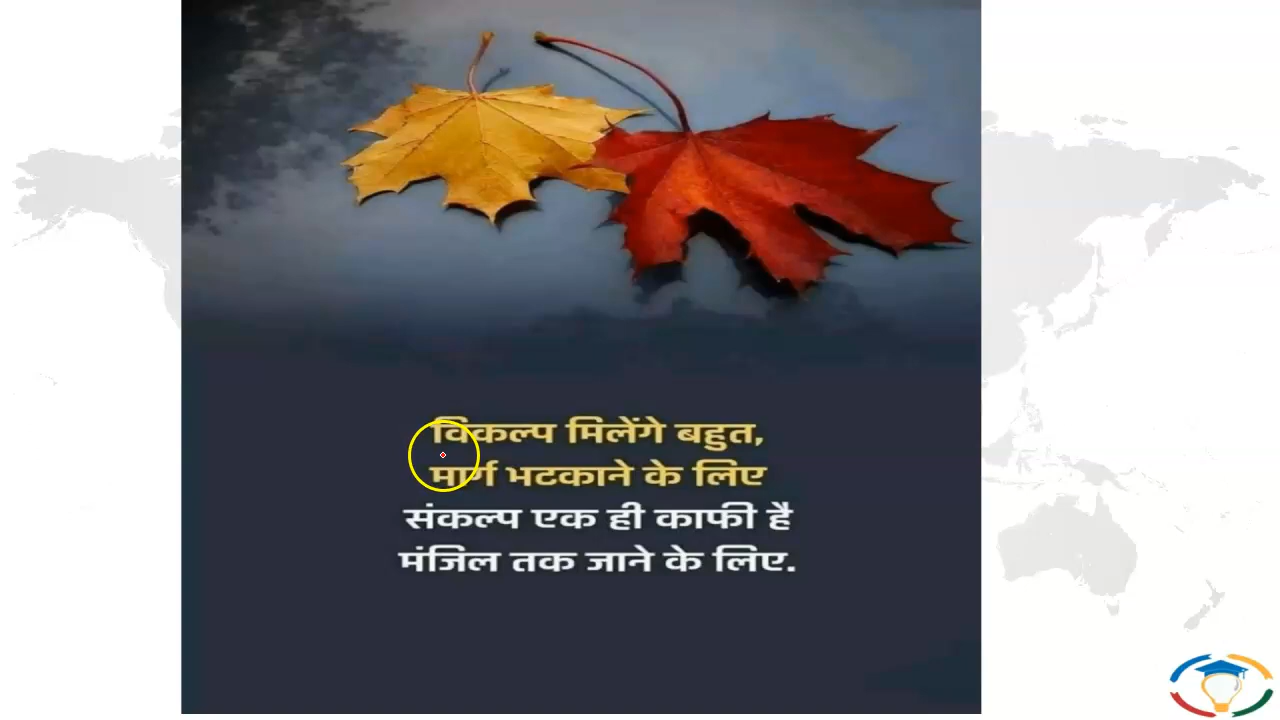 विकल्प मिलेंगे बहुत,
मार्ग भटकाने के लिए
संकल्प एक ही काफी है
मंजिल तक जाने के लिए.